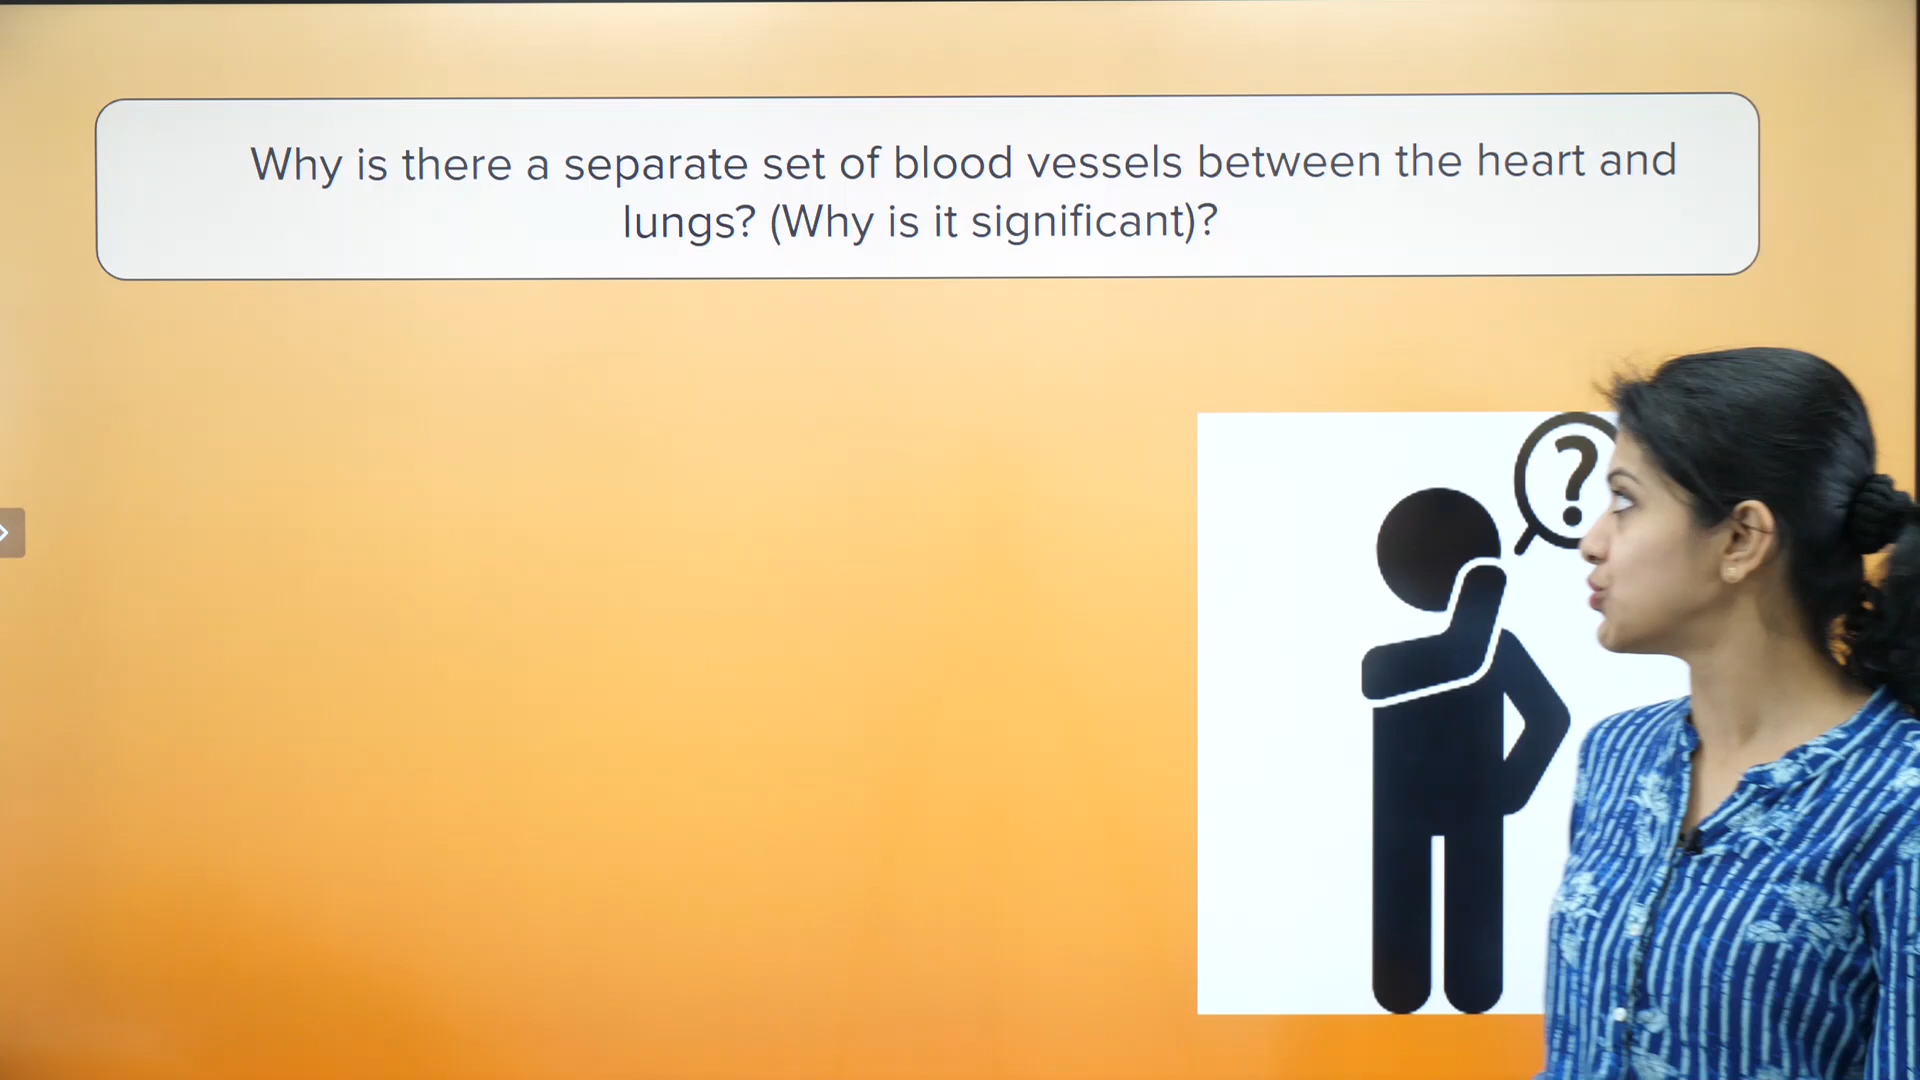 Why is there a separate set of blood vessels between the heart and
lungs? (Why is it significant)?
?